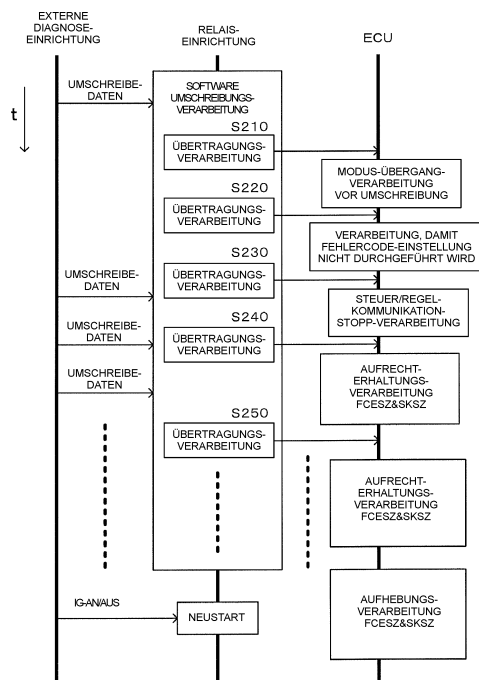 EXTERNE
DIAGNOSE-
EINRICHTUNG
RELAIS-
EINRICHTUNG
ECU
t
UMSCHREIBE-
DATEN
SOFTWARE
UMSCHREIBUNGS-
VERARBEITUNG
S210
ÜBERTRAGUNGS-
VERARBEITUNG
MODUS-ÜBERGANG-
VERARBEITUNG
VOR UMSCHREIBUNG
S220
ÜBERTRAGUNGS-
VERARBEITUNG
VERARBEITUNG, DAMIT
FEHLERCODE-EINSTELLUNG
NICHT DURCHGEFÜHRT WIRD
S230
ÜBERTRAGUNGS-
VERARBEITUNG
UMSCHREIBE-
DATEN
STEUER/REGEL-
KOMMUNIKATION-
STOPP-VERARBEITUNG
S240
ÜBERTRAGUNGS-
VERARBEITUNG
UMSCHREIBE-
DATEN
AUFRECHT-
ERHALTUNGS-
VERARBEITUNG
FCESZ&SKSZ
UMSCHREIBE-
DATEN
S250
ÜBERTRAGUNGS-
VERARBEITUNG
AUFRECHT-
ERHALTUNGS-
VERARBEITUNG
FCESZ&SKSZ
IG-AN/AUS
NEUSTART
AUFHEBUNGS-
VERARBEITUNG
FCESZ&SKSZ